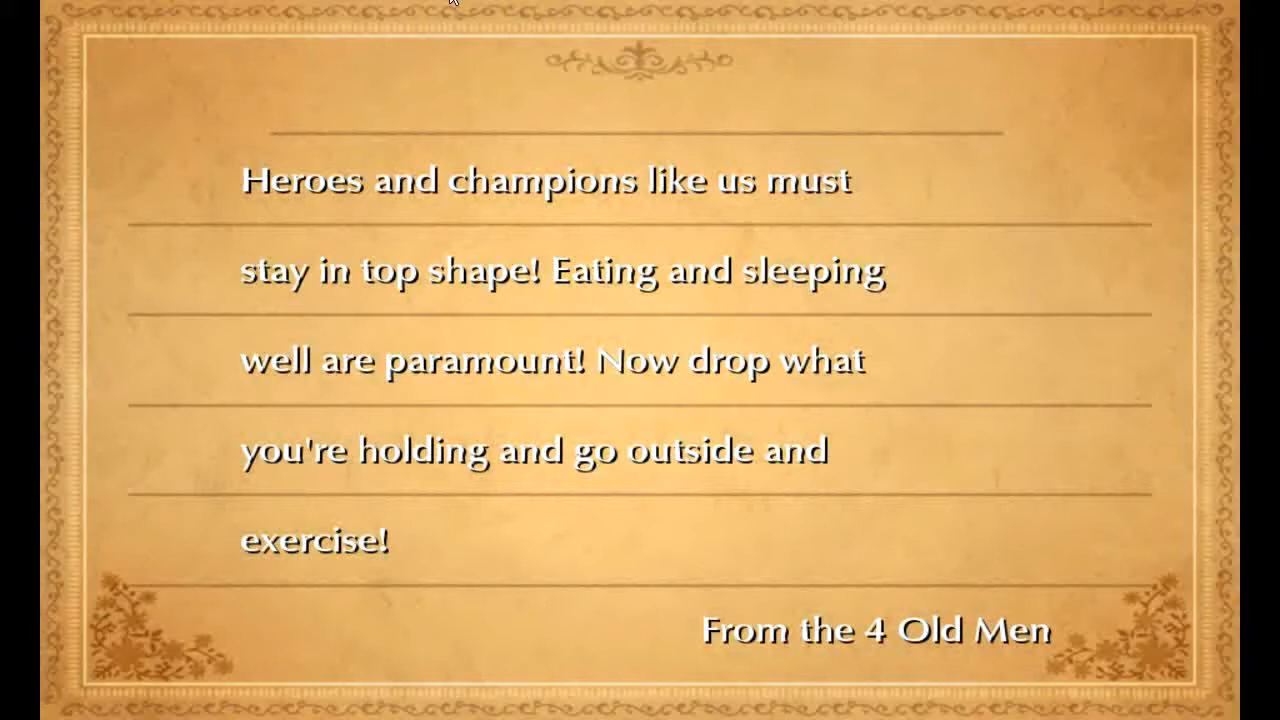 Heroes and champions like us must
stay in top shape! Eating and sleeping
well are paramount! Now drop what
you're holding and go outside and
exercise!
From the 4 Old Men